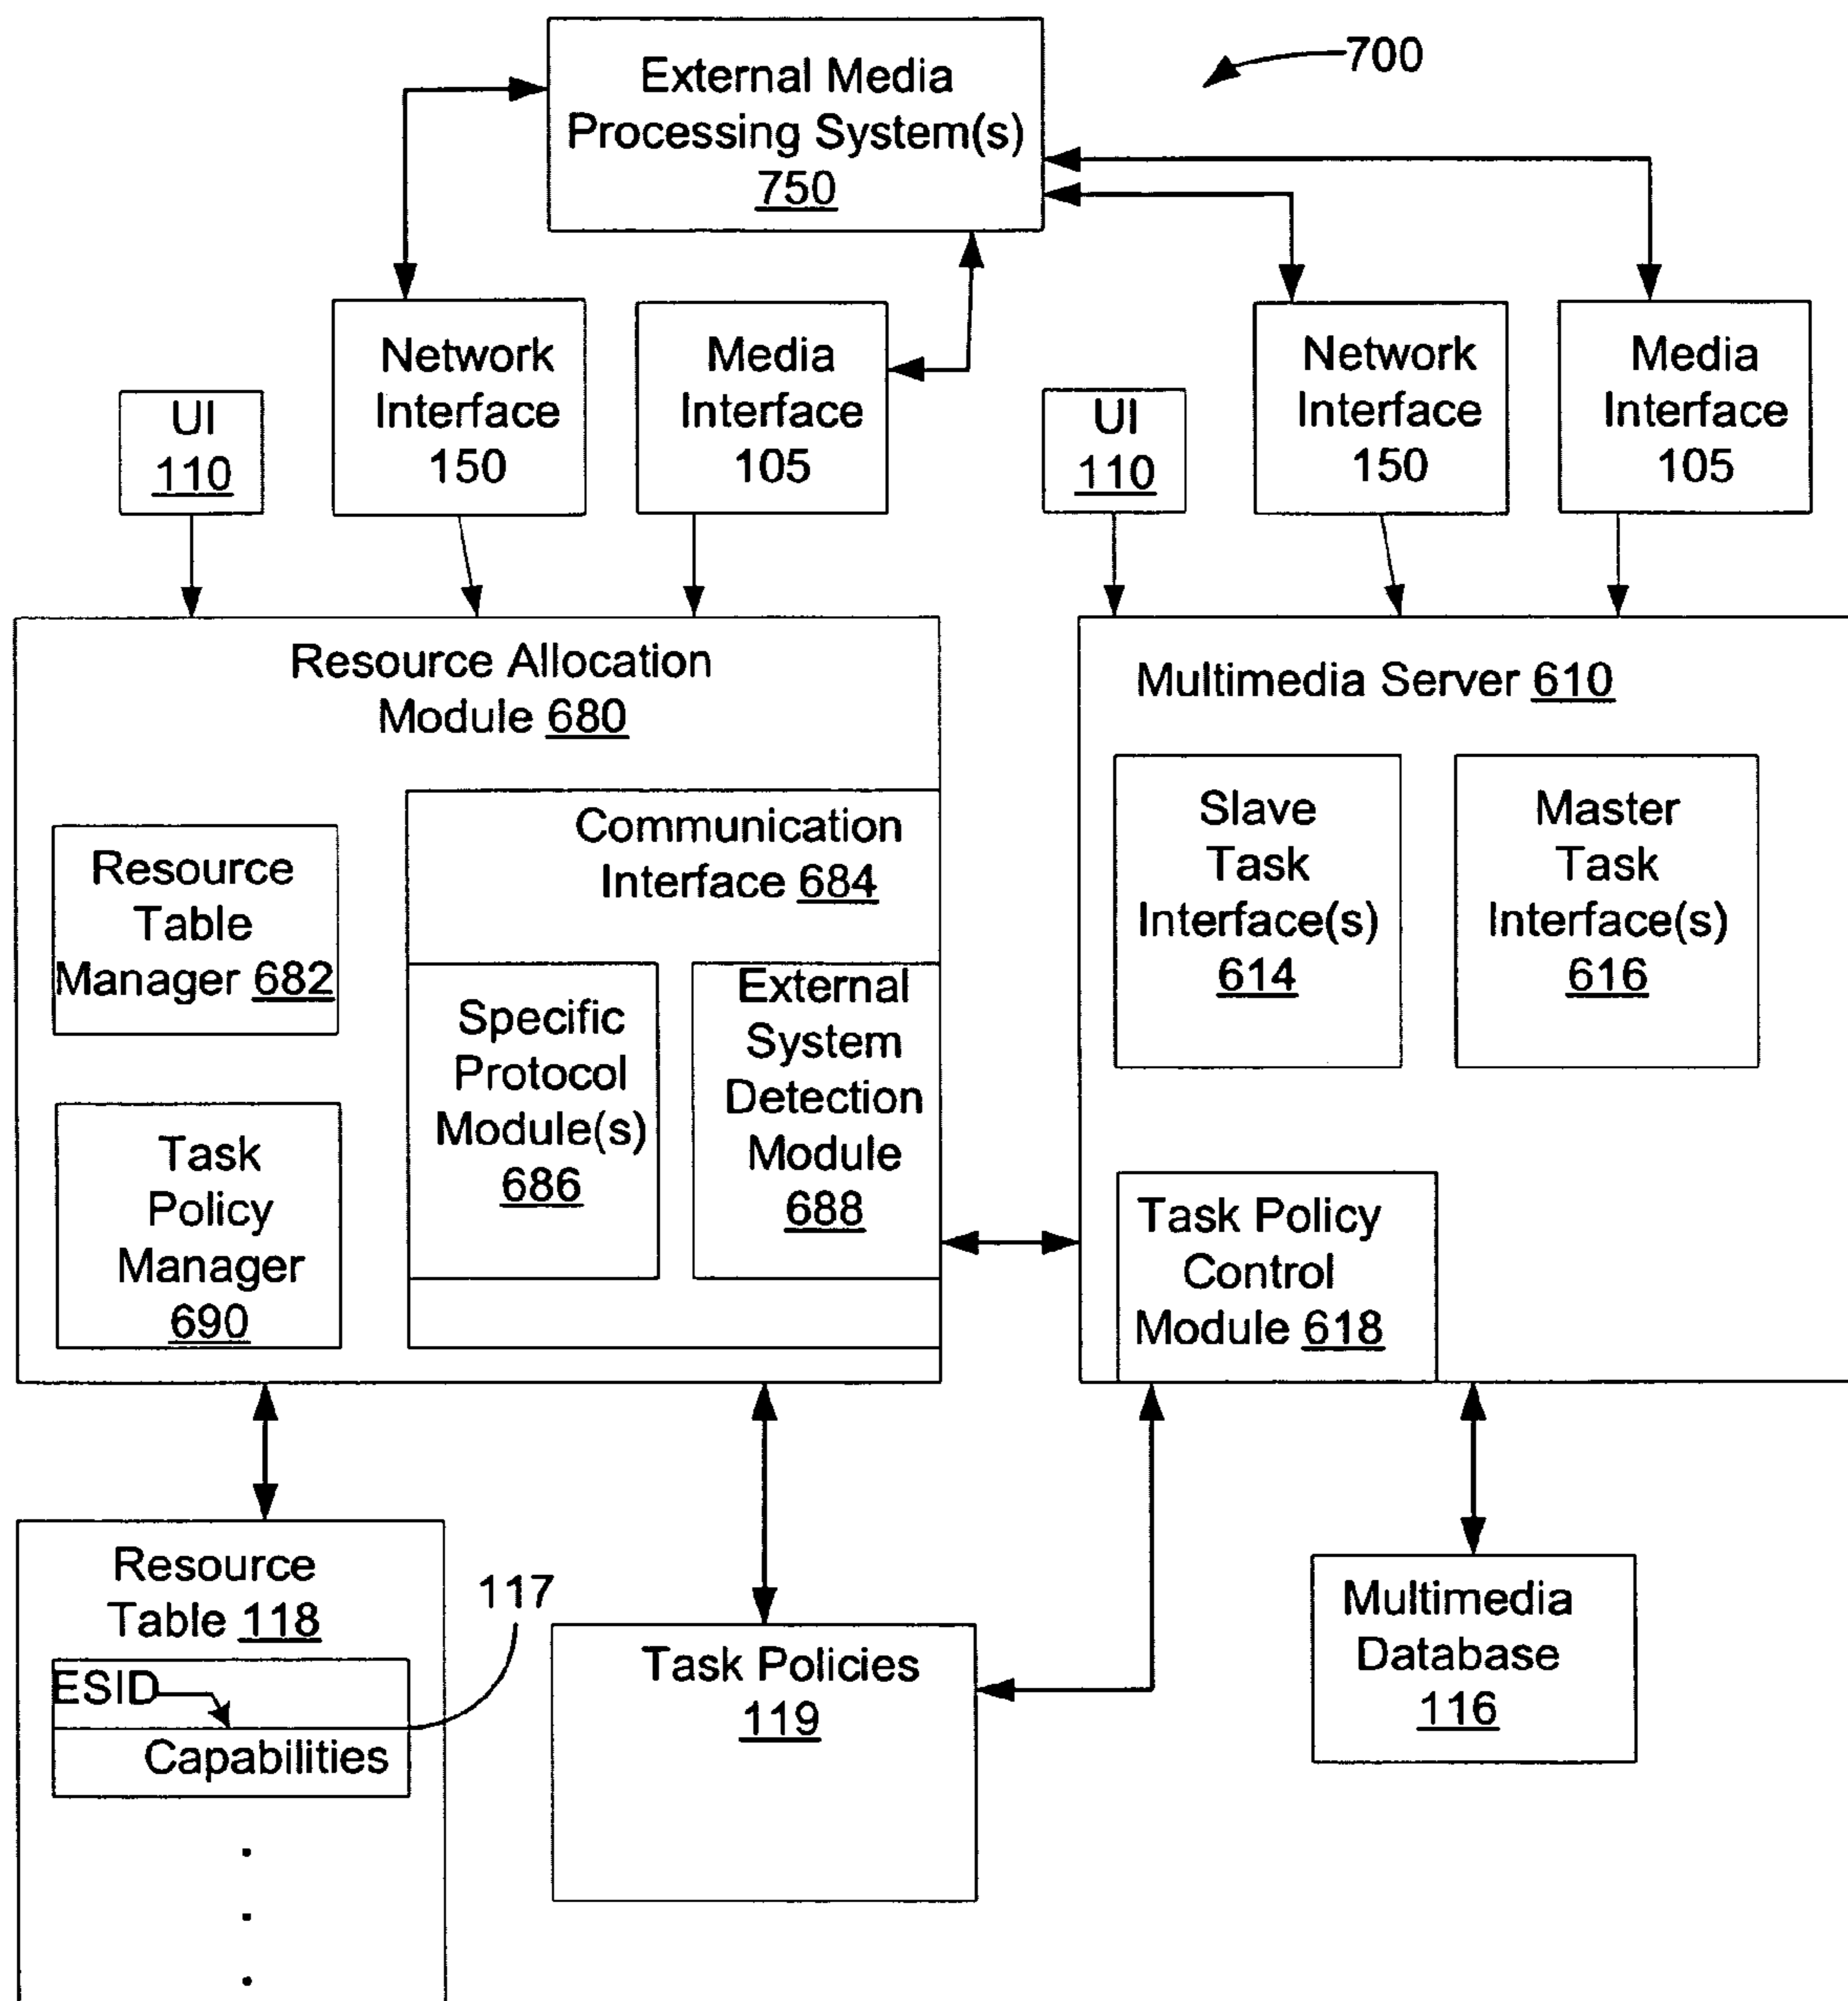 700
External Media
Processing System(s)
750
Network
Interface
150
Media
Interface
105
Network
Interface
150
Media
Interface
105
UI
110
UI
110
Resource Allocation
Module 680
Resource
Table
Manager 682
Communication
Interface 684
Specific
Protocol
Module(s)
686
External
System
Detection
Module
688
Task
Policy
Manager
690
Multimedia Server 610
Slave
Task
Interface(s)
614
Master
Task
Interface(s)
616
Task Policy
Control
Module 618
Resource
Table 118
117
ESID
Capabilities
.
.
.
Task Policies
119
Multimedia
Database
116